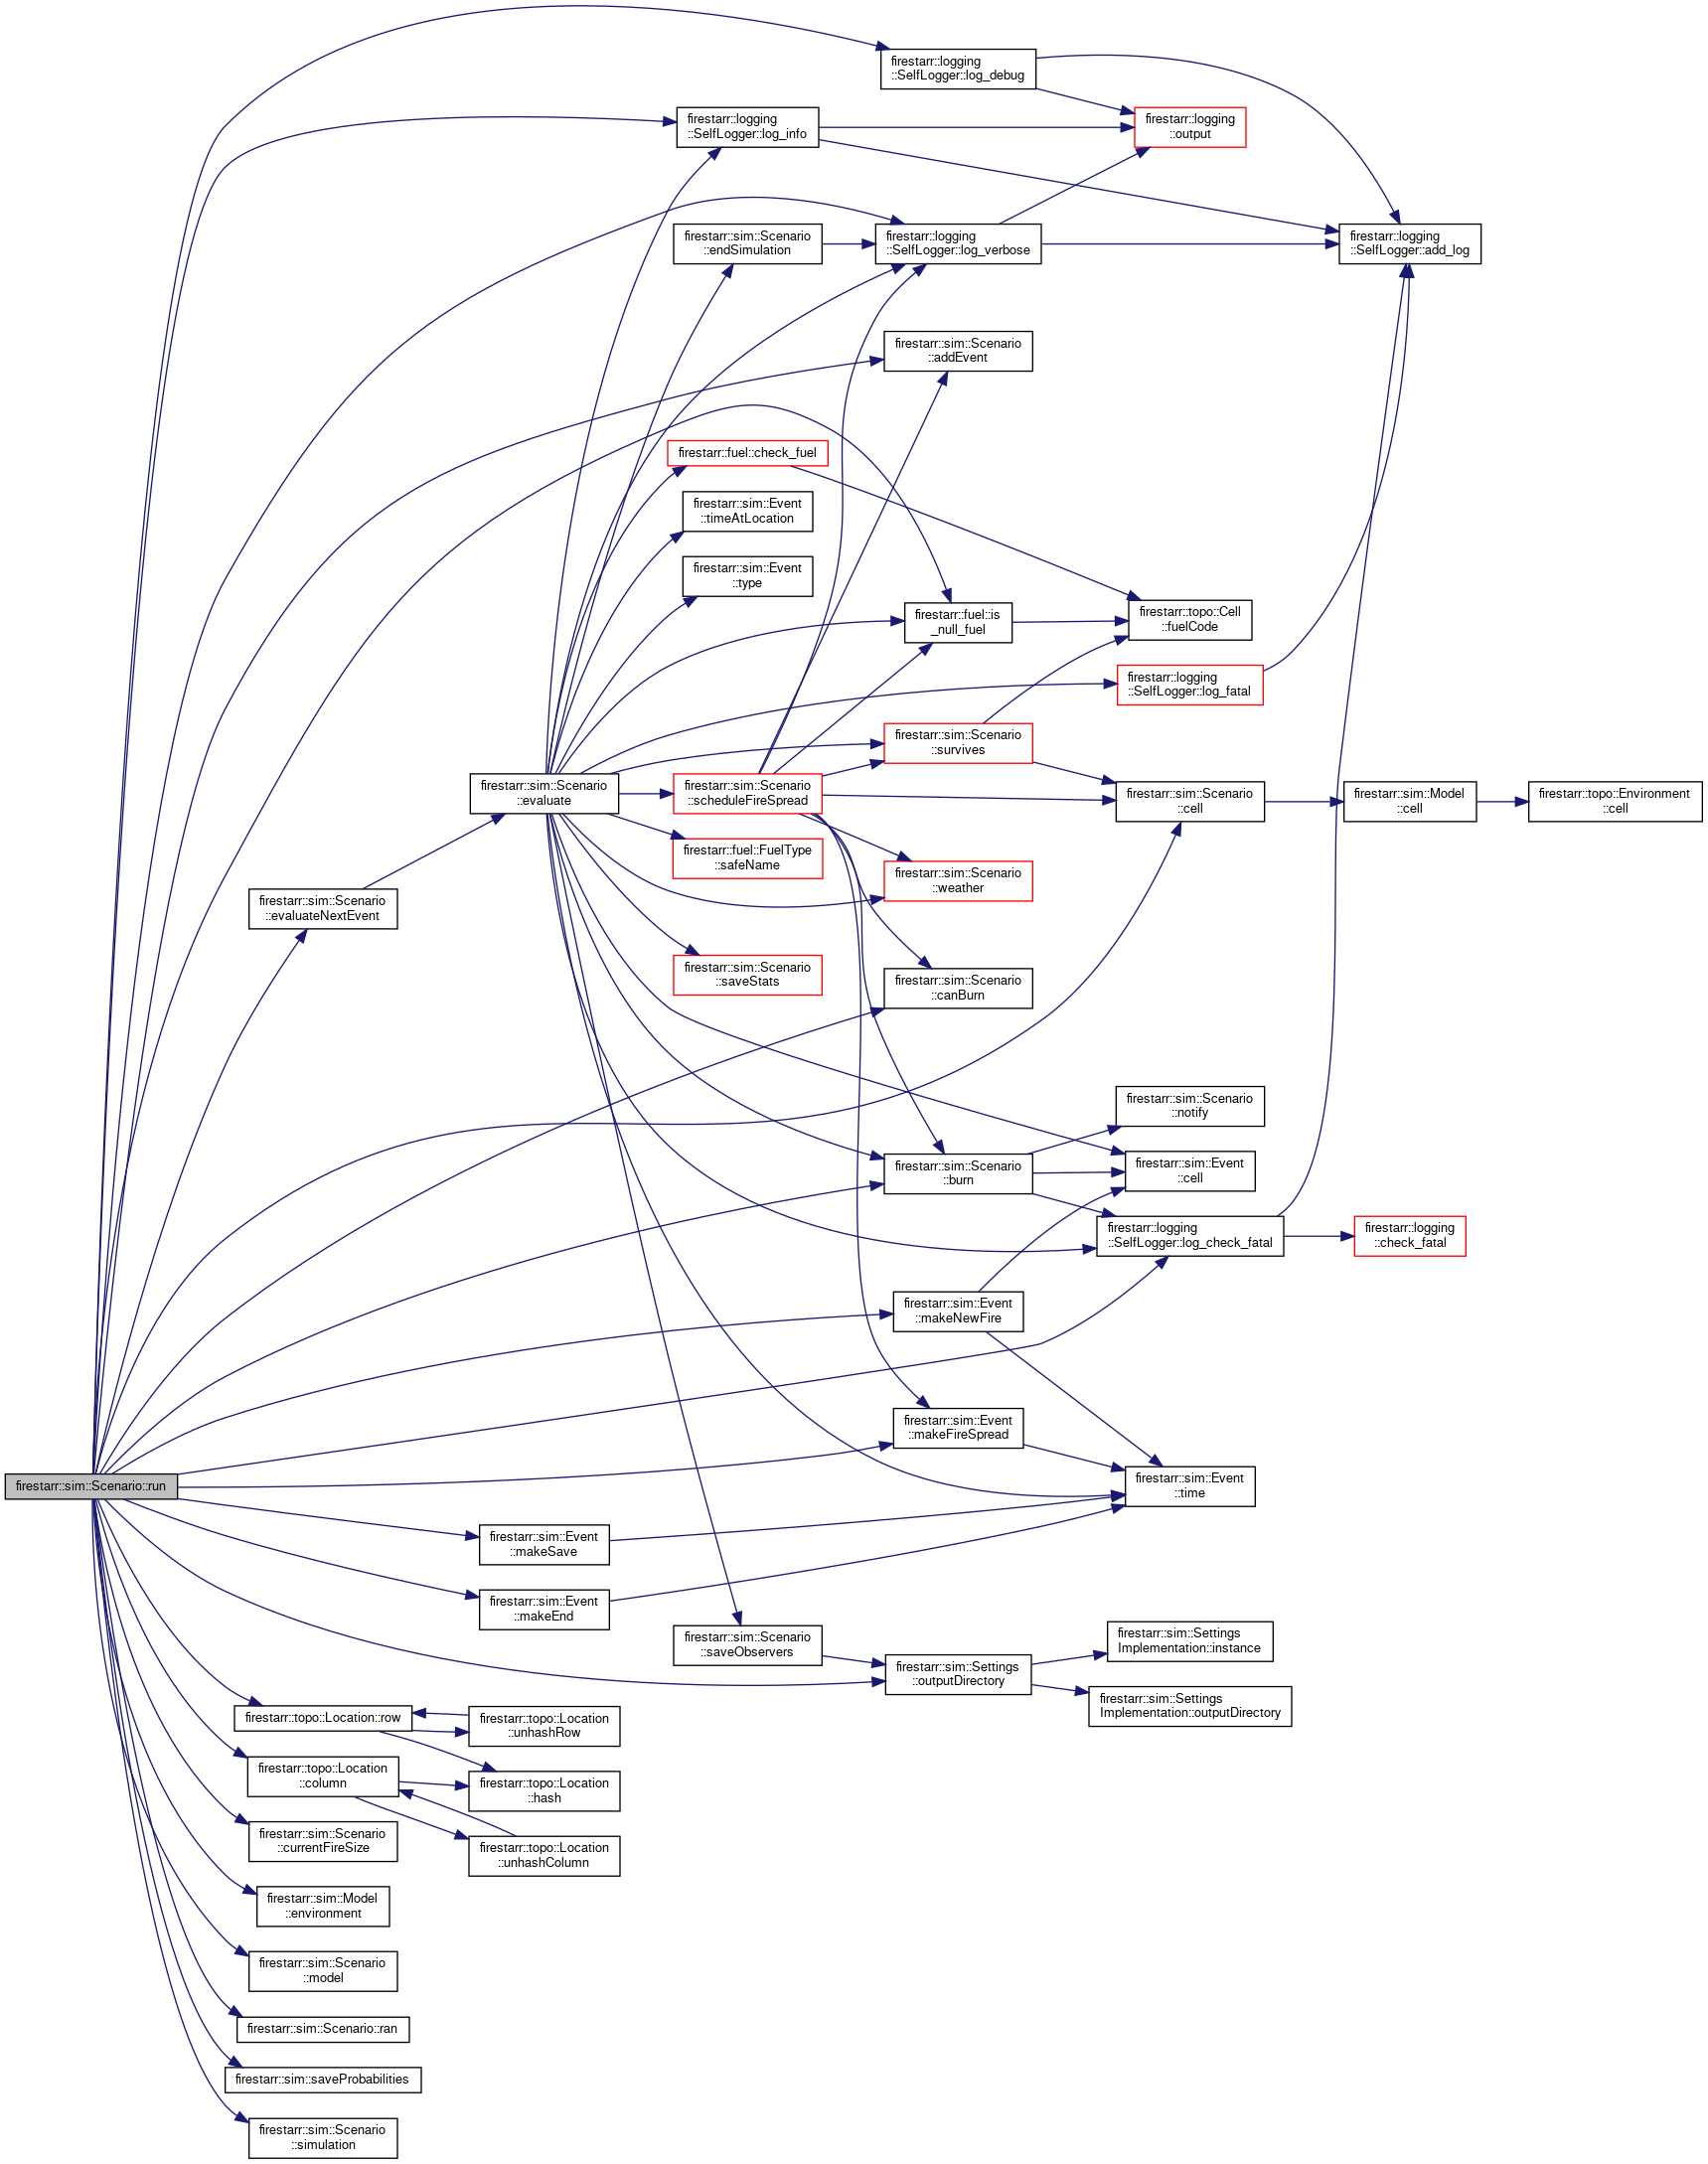 firestarr::logging
::SelfLogger::log_debug
firestarr::logging
::SelfLogger::log_info
firestarr::logging
::output
firestarr::sim::Scenario
::endSimulation
firestarr::logging
::SelfLogger::log_verbose
firestarr::logging
::SelfLogger::add_log
firestarr::sim::Scenario
::addEvent
firestarr::fuel::check_fuel
firestarr::sim::Event
::timeAtLocation
firestarr::sim::Event
::type
firestarr::fuel::is
_null_fuel
firestarr::topo::Cell
::fuelCode
firestarr::logging
::SelfLogger::log_fatal
firestarr::sim::Scenario
::survives
firestarr::sim::Scenario
::evaluate
firestarr::sim::Scenario
::scheduleFireSpread
firestarr::sim::Scenario
::cell
firestarr::sim::Model
::cell
firestarr::topo::Environment
::cell
firestarr::fuel::FuelType
::safeName
firestarr::sim::Scenario
::weather
firestarr::sim::Scenario
::evaluateNextEvent
firestarr::sim::Scenario
::saveStats
firestarr::sim::Scenario
::canBurn
firestarr::sim::Scenario
::notify
firestarr::sim::Scenario
::burn
firestarr::sim::Event
::cell
firestarr::logging
::SelfLogger::log_check_fatal
firestarr::logging
::check_fatal
firestarr::sim::Event
::makeNewFire
firestarr::sim::Event
::makeFireSpread
firestarr::sim::Scenario::run
firestarr::sim::Event
::time
firestarr::sim::Event
::makeSave
firestarr::sim::Event
::makeEnd
firestarr::sim::Scenario
::saveObservers
firestarr::sim::Settings
Implementation::instance
firestarr::sim::Settings
::outputDirectory
firestarr::sim::Settings
Implementation::outputDirectory
firestarr::topo::Location::row
firestarr::topo::Location
::unhashRow
firestarr::topo::Location
::column
firestarr::topo::Location
::hash
firestarr::sim::Scenario
::currentFireSize
firestarr::topo::Location
::unhashColumn
firestarr::sim::Model
::environment
firestarr::sim::Scenario
::model
firestarr::sim::Scenario::ran
firestarr::sim::saveProbabilities
firestarr::sim::Scenario
::simulation